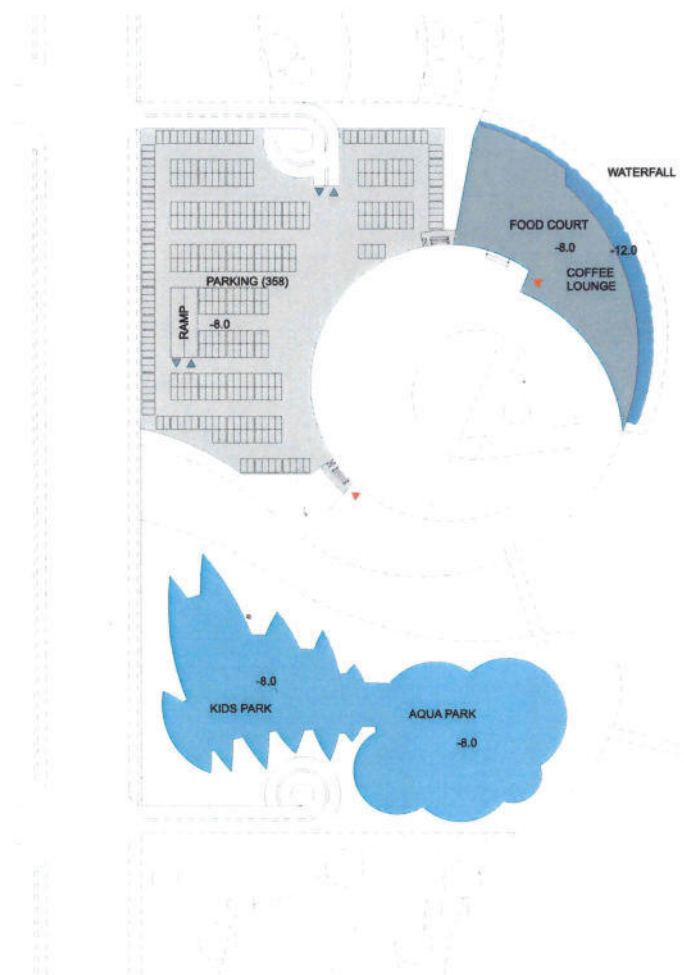 WATERFALL
FOOD COURT
-8.0
-12.0
COFFEE
LOUNGE
PARKING (358)
RAMP
-8.0
-8.0
KIDS PARK
AQUA PARK
-8.0